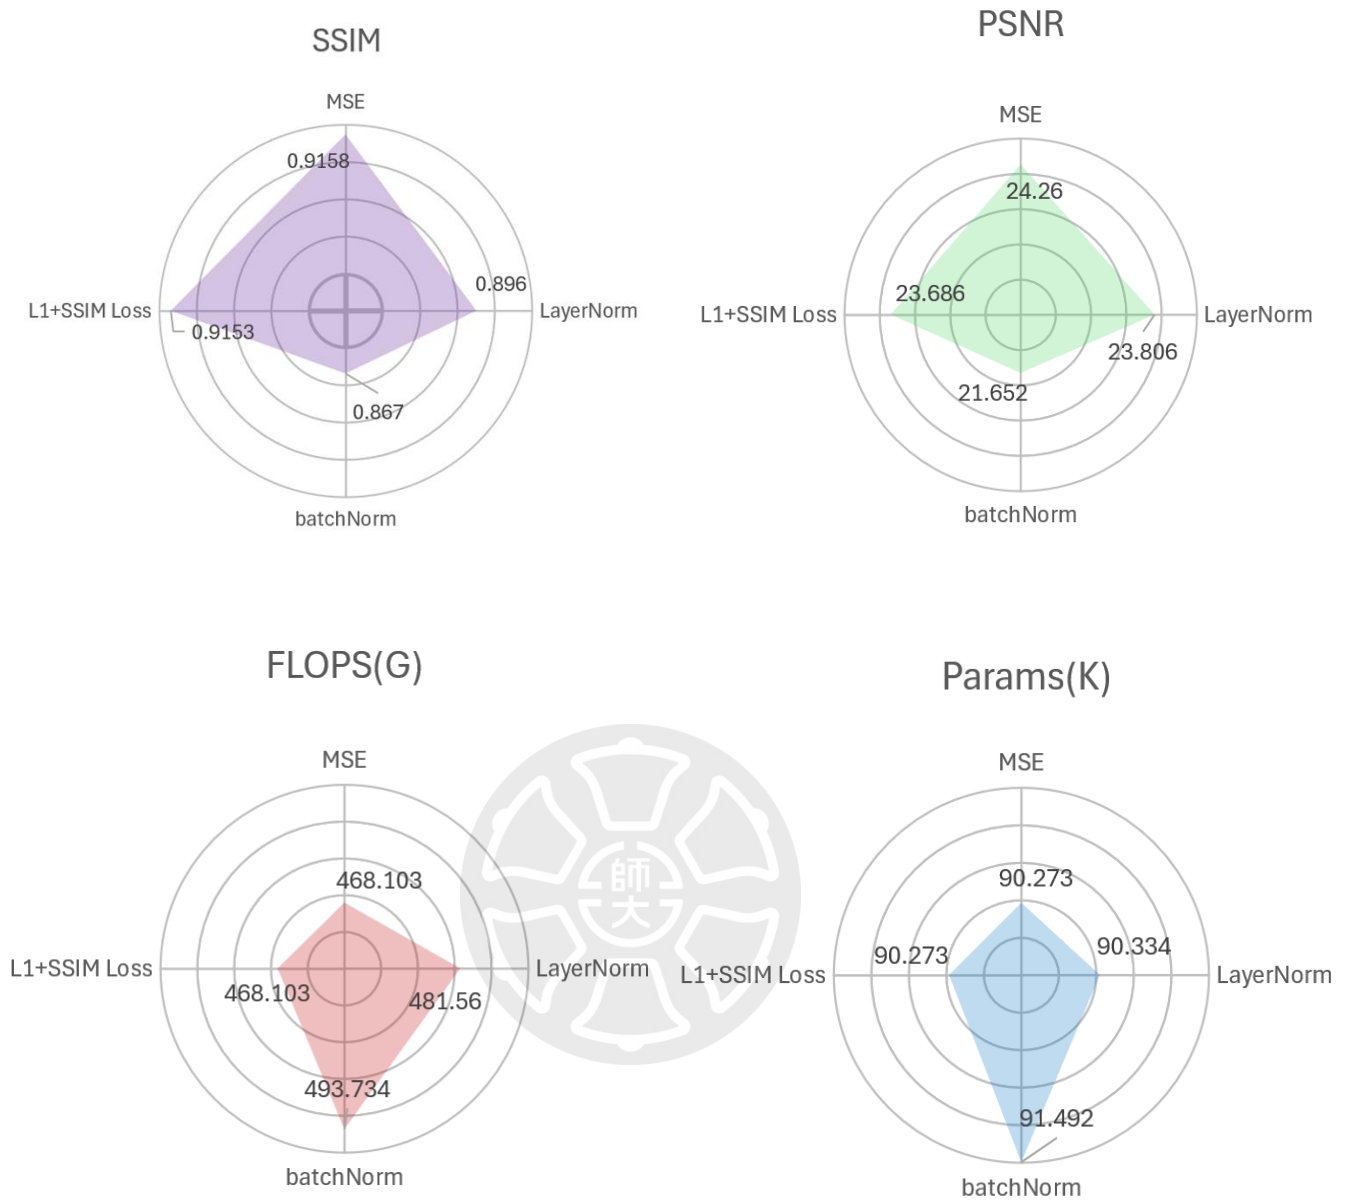 SSIM
MSE
0.9158
0.896
L1+SSIM Loss
LayerNorm
0.9153
0.867
batchNorm
PSNR
MSE
24.26
23.686
L1+SSIM Loss
LayerNorm
23.806
21.652
batchNorm
FLOPS(G)
MSE
468.103
L1+SSIM Loss
LayerNorm
468.103
481.56
493.734
batchNorm
師
大
Params(K)
MSE
90.273
90.273
90.334
L1+SSIM Loss
LayerNorm
91.492
batchNorm